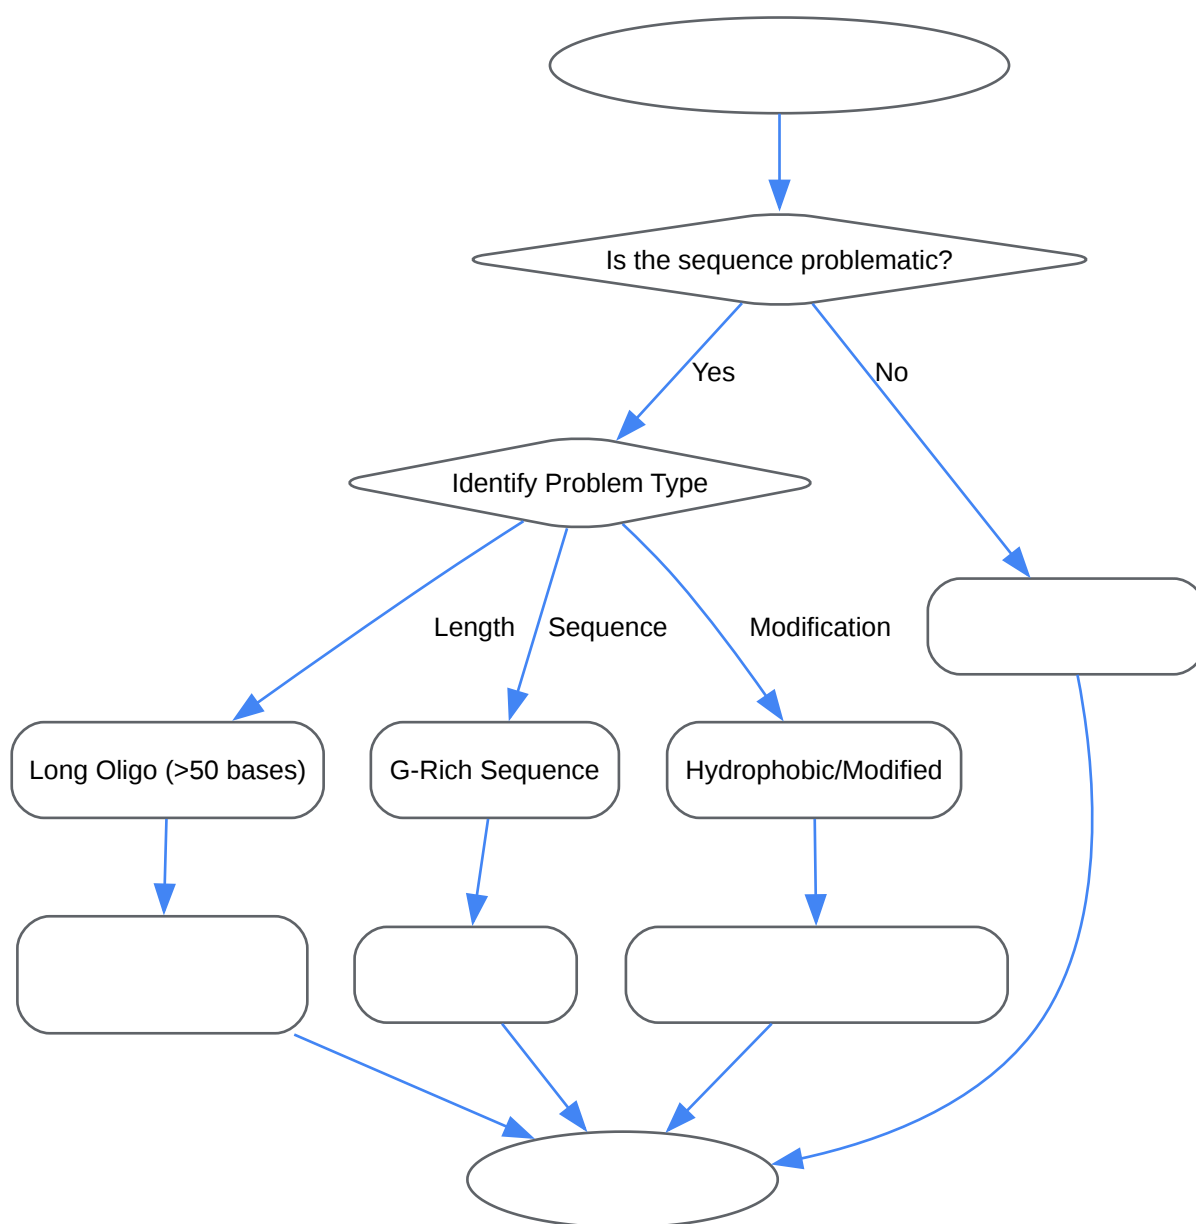 Is the sequence problematic?
Yes
No
Identify Problem Type
Length
Sequence
Modification
Long Oligo (>50 bases)
G-Rich Sequence
Hydrophobic/Modified